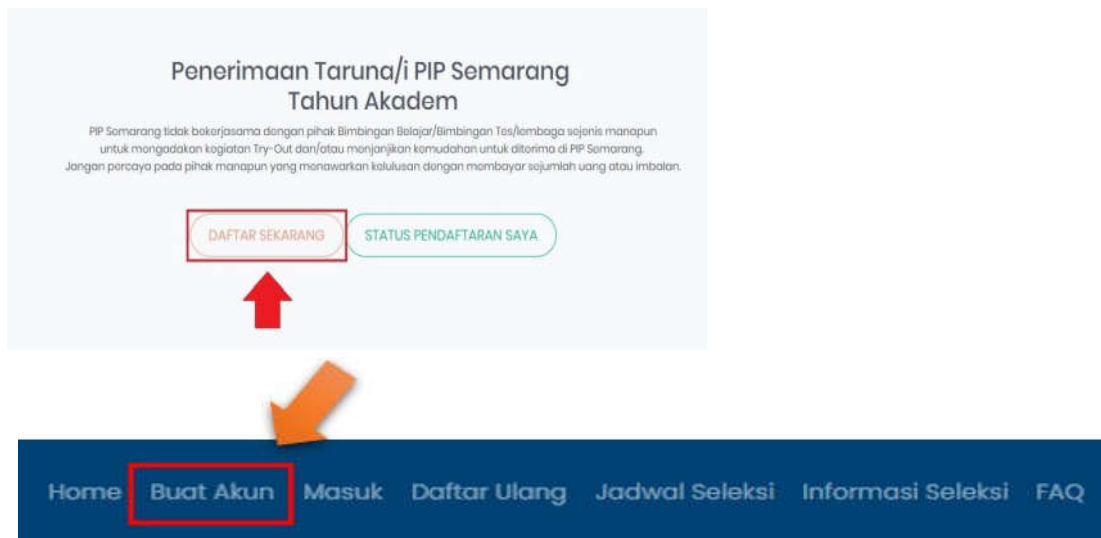 Penerimaan Taruna/i PIP Semarang
Tahun Akadem
PIP Semarang tidak bekerjasama dengan pihak Bimbingan Belajar/Bimbingan Tes/lembaga sejenis manapun
untuk mengadakan kegiatan Try-Out dan/atau menjanjikan kemudahan untuk diterima di PIP Semarang.
Jangan percaya pada pihak manapun yang menawarkan kelulusan dengan membayar sejumlah uang atau imbalan.
DAFTAR SEKARANG STATUS PENDAFTARAN SAYA
Home Buat Akun Masuk Daftar Ulang Jadwal Seleksi Informasi Seleksi FAQ